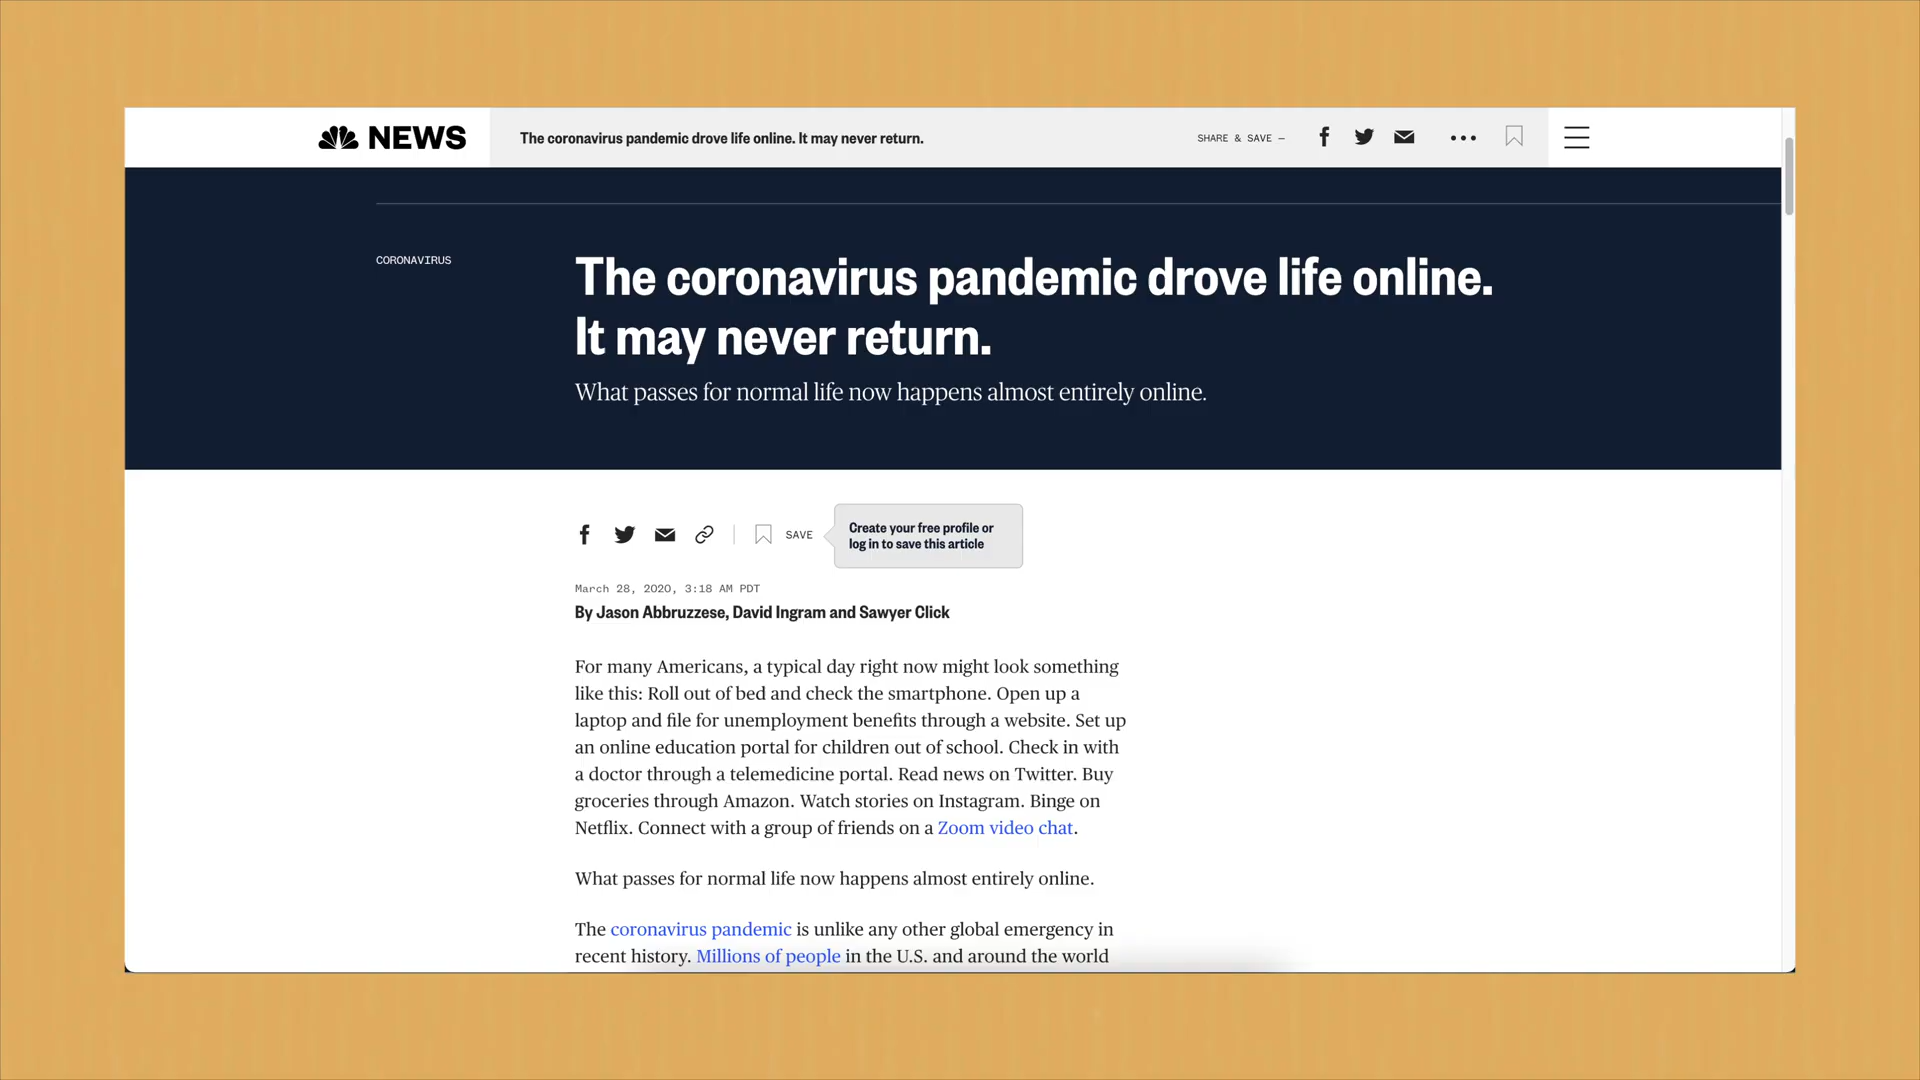 NEWS
The coronavirus pandemic drove life online. It may never return.
SHARE & SAVE —
CORONAVIRUS
The coronavirus pandemic drove life online.
It may never return.
What passes for normal life now happens almost entirely online.
SAVE
Create your free profile or
log in to save this article
March 28, 2020, 3:18 AM PDT
By Jason Abbruzzese, David Ingram and Sawyer Click
For many Americans, a typical day right now might look something
like this: Roll out of bed and check the smartphone. Open up a
laptop and file for unemployment benefits through a website. Set up
an online education portal for children out of school. Check in with
a doctor through a telemedicine portal. Read news on Twitter. Buy
groceries through Amazon. Watch stories on Instagram. Binge on
Netflix. Connect with a group of friends on a Zoom video chat.
What passes for normal life now happens almost entirely online.
The coronavirus pandemic is unlike any other global emergency in
recent history. Millions of people in the U.S. and around the world